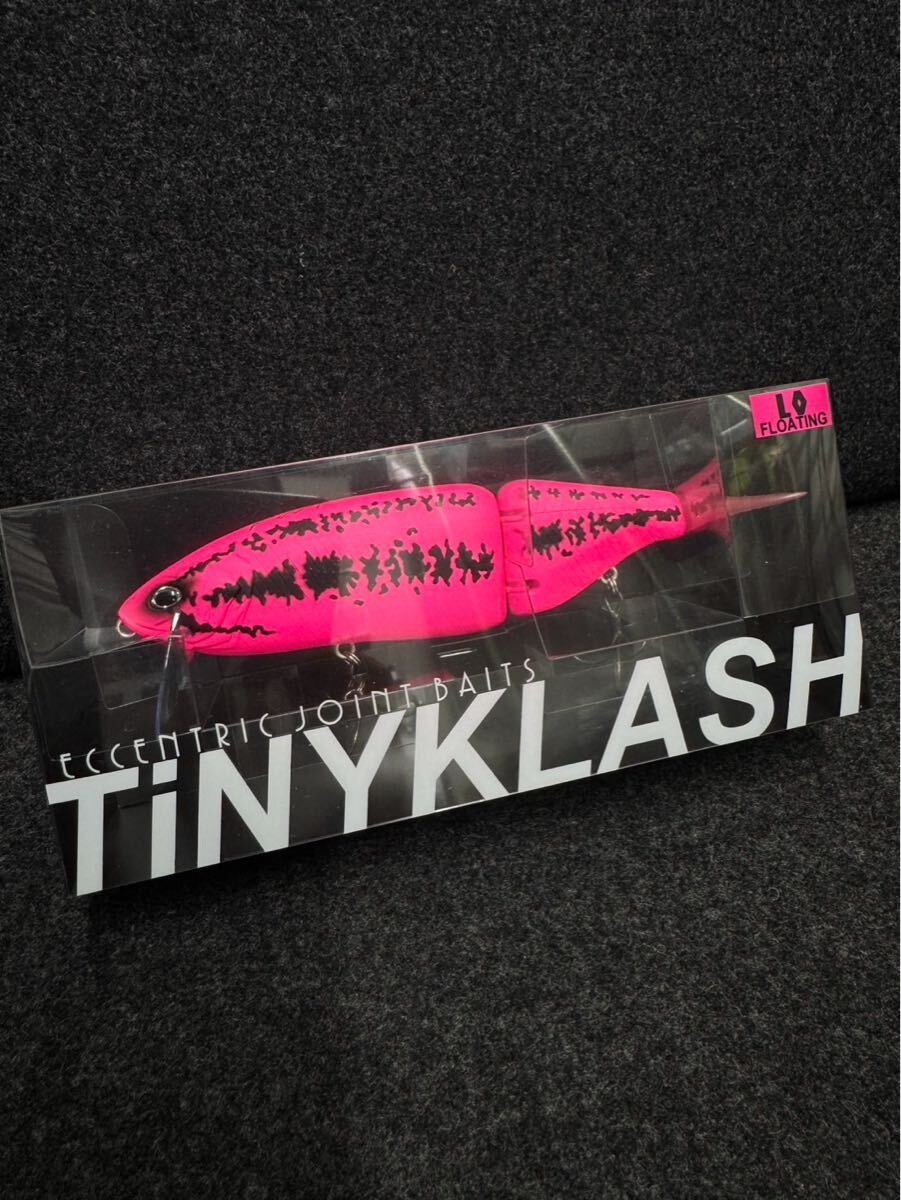 LO
FLOATING
ECCENTRIC JOINT BAITS
TiNYKLASH